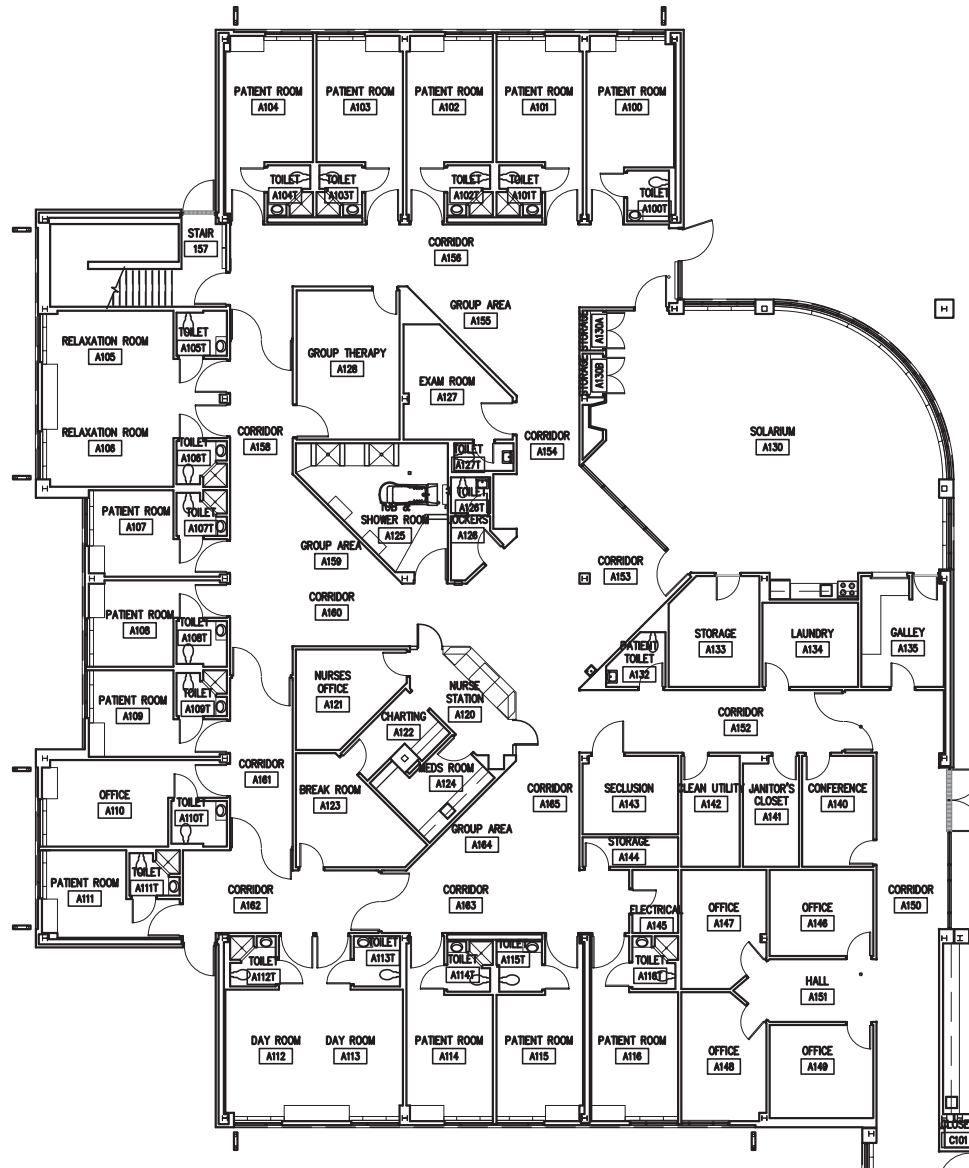 PATIENT ROOM
A104
PATIENT ROOM
A103
PATIENT ROOM
A102
PATIENT ROOM
A101
PATIENT ROOM
A100
TOILET
A104T
TOILET
A103T
TOILET
A102T
TOILET
A101T
TOILET
A100T
STAIR
157
CORRIDOR
A156
GROUP AREA
A155
RELAXATION ROOM
A105
TOILET
A105T
GROUP THERAPY
A128
EXAM ROOM
A127
STORAGE
A130A
STORAGE
A130B
RELAXATION ROOM
A106
TOILET
A106T
CORRIDOR
A158
TOILET
A127T
CORRIDOR
A154
SOLARIUM
A130
PATIENT ROOM
A107
TOILET
A107T
TUB &
SHOWER ROOM
A125
TOILET
A126T
LOCKERS
A126
GROUP AREA
A159
CORRIDOR
A153
CORRIDOR
A160
PATIENT ROOM
A108
TOILET
A108T
STORAGE
A133
LAUNDRY
A134
GALLEY
A135
PATIENT
TOILET
A132
PATIENT ROOM
A109
TOILET
A109T
NURSES
OFFICE
A121
NURSE
STATION
A120
CHARTING
A122
CORRIDOR
A152
OFFICE
A110
TOILET
A110T
CORRIDOR
A161
BREAK ROOM
A123
MEDS ROOM
A124
CORRIDOR
A165
SECLUSION
A143
CLEAN UTILITY
A142
JANITOR'S
CLOSET
A141
CONFERENCE
A140
GROUP AREA
A164
STORAGE
A144
PATIENT ROOM
A111
TOILET
A111T
CORRIDOR
A162
CORRIDOR
A163
ELECTRICAL
A145
OFFICE
A147
OFFICE
A146
CORRIDOR
A150
TOILET
A112T
TOILET
A113T
TOILET
A114T
TOILET
A115T
TOILET
A116T
HALL
A151
DAY ROOM
A112
DAY ROOM
A113
PATIENT ROOM
A114
PATIENT ROOM
A115
PATIENT ROOM
A116
OFFICE
A148
OFFICE
A149
C101